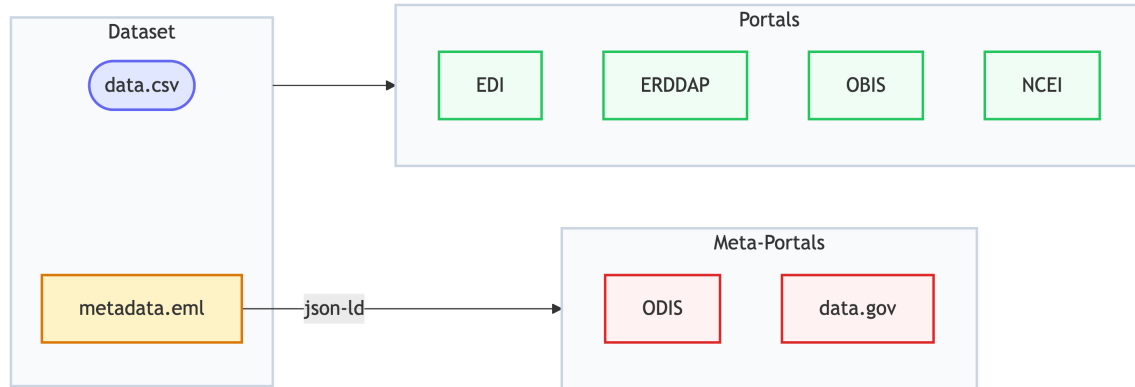 Dataset
data.csv
metadata.eml
json-ld
Portals
EDI
ERDDAP
OBIS
NCEI
Meta-Portals
ODIS
data.gov